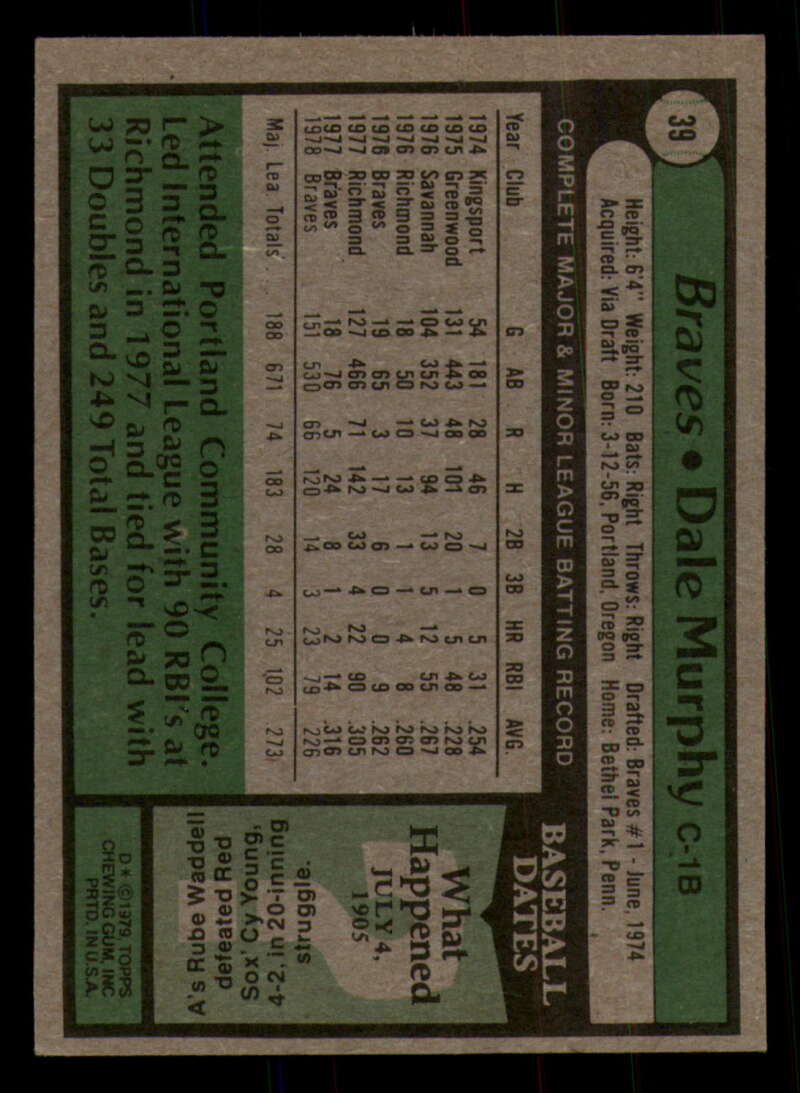 39
Braves • Dale Murphy C-1B
Height: 6'4" Weight: 210 Bats: Right Throws: Right Drafted: Braves #1 - June, 1974
Acquired: Via Draft Born: 3-12-56, Portland, Oregon Home: Bethel Park, Penn.
COMPLETE MAJOR & MINOR LEAGUE BATTING RECORD
Year Club G AB R H 2B 3B HR RBI AVG.
1974 Kingsport 54 181 28 46 7 0 5 31 .254
1975 Greenwood 131 443 48 101 20 1 5 48 .228
1976 Savannah 104 352 37 94 13 5 12 55 .267
1976 Richmond 18 50 10 13 1 1 4 8 .260
1976 Braves 19 65 3 17 6 0 0 9 .262
1977 Richmond 127 466 71 142 33 4 22 90 .305
1977 Braves 18 76 5 24 8 1 2 14 .316
1978 Braves 151 530 66 120 14 3 23 79 .226
Maj. Lea Totals 188 671 74 183 28 4 25 102 .273
Attended Portland Community College.
Led International League with 90 RBI's at
Richmond in 1977 and tied for lead with
33 Doubles and 249 Total Bases.
BASEBALL
DATES
What
Happened
JULY 4,
1905
A's Rube Waddell
defeated Red
Sox' Cy Young,
4-2, in 20-inning
struggle.
D* ©1979, TOPPS
CHEWING GUM, INC
PRTD. IN U.S.A.